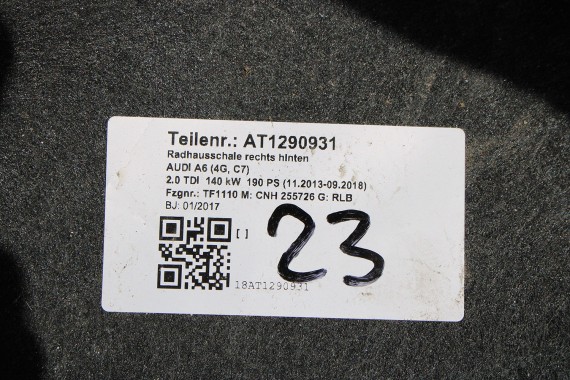 Teilenr.: AT1290931
Radhausschale rechts hinten
AUDI A6 (4G, C7)
2.0 TDI 140 kW 190 PS (11.2013-09.2018)
Fzgnr.: TF1110 M: CNH 255726 G: RLB
BJ: 01/2017
[ ]
23
18AT1290931